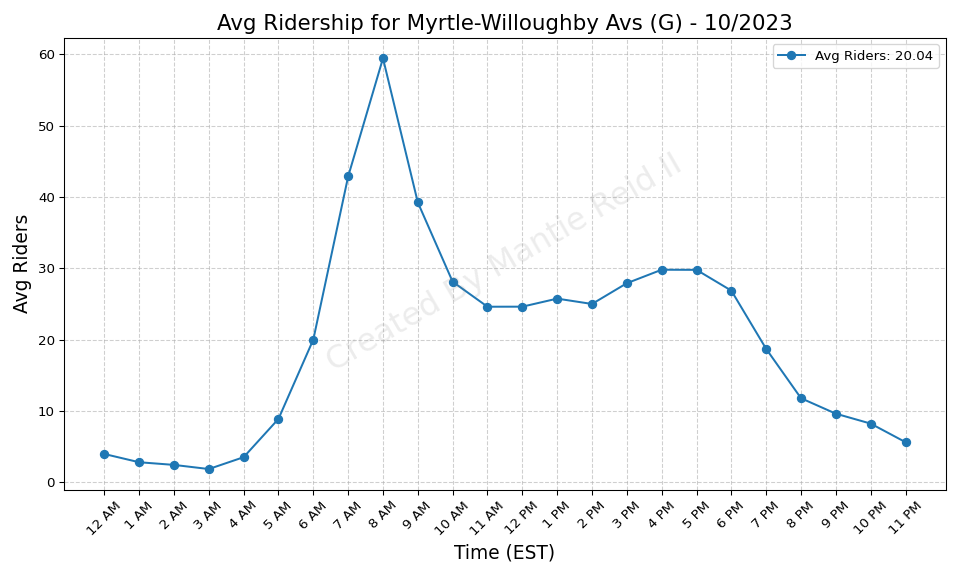 Avg Ridership for Myrtle-Willoughby Avs (G) - 10/2023
Avg Riders: 20.04
60
50
40
30
20
10
0
Avg Riders
Created By Mantle Reid II
12 AM
1 AM
2 AM
3 AM
4 AM
5 AM
6 AM
7 AM
8 AM
9 AM
10 AM
11 AM
12 PM
1 PM
2 PM
3 PM
4 PM
5 PM
6 PM
7 PM
8 PM
9 PM
10 PM
11 PM
Time (EST)